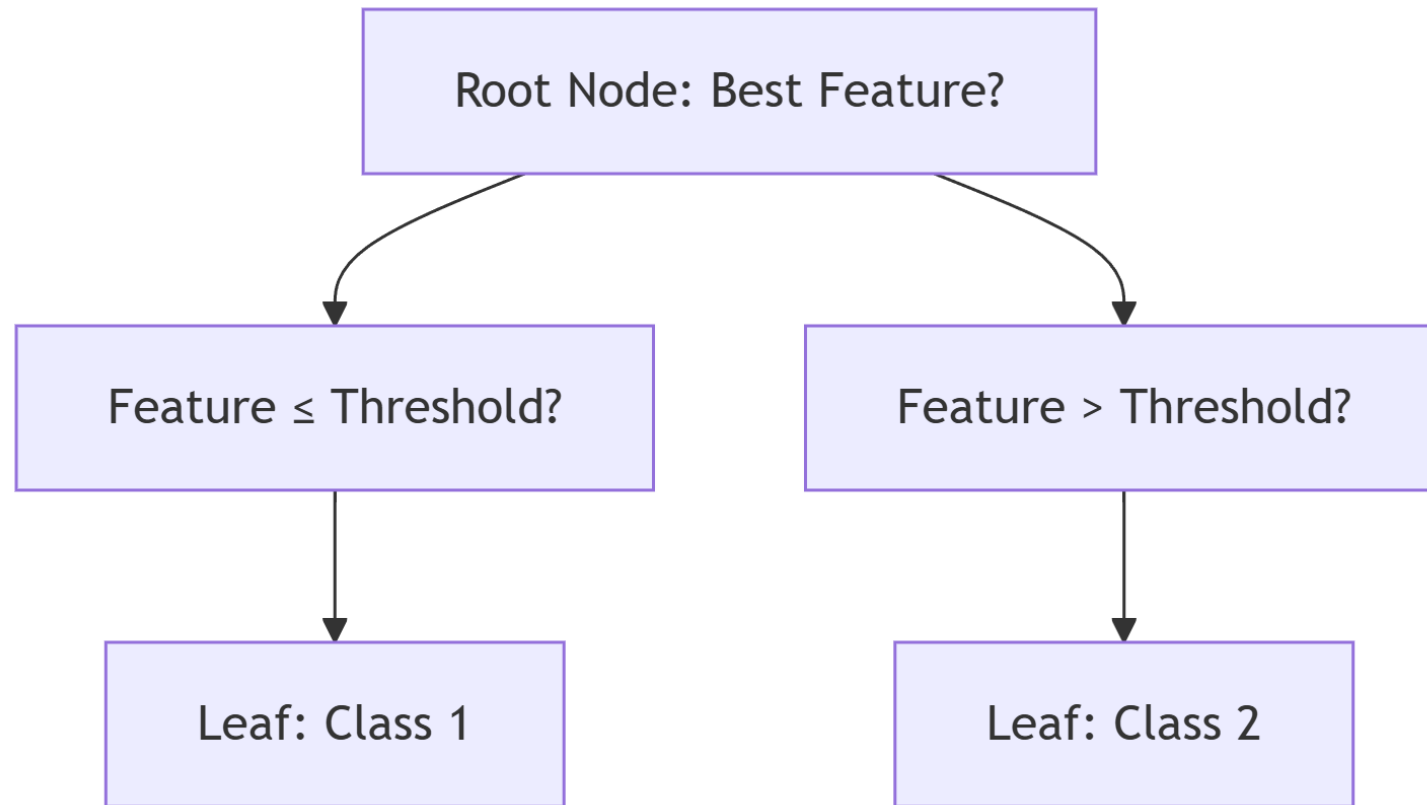 Root Node: Best Feature?
Feature ≤ Threshold?
Feature > Threshold?
Leaf: Class 1
Leaf: Class 2